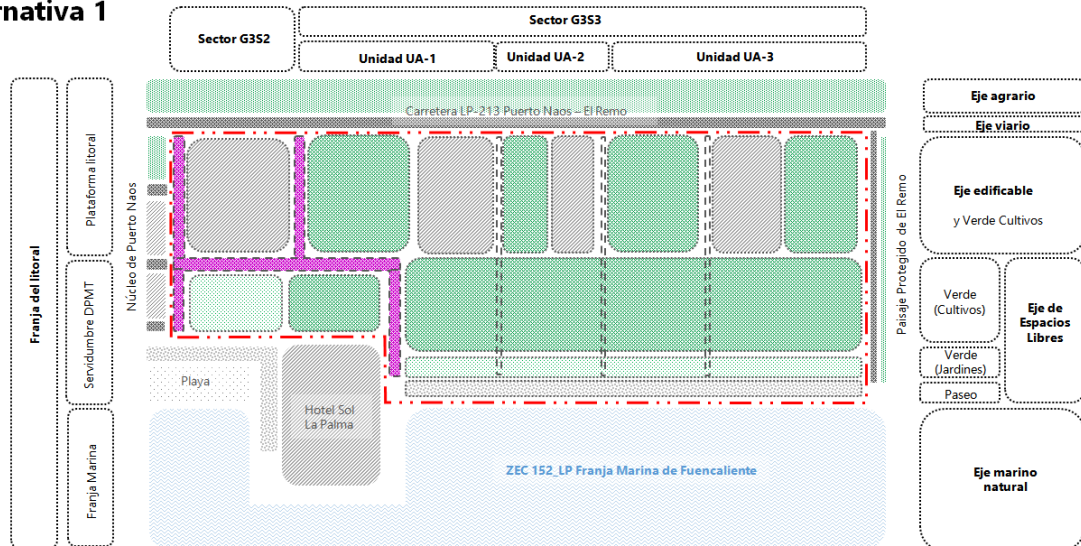 rnativa 1
Sector G3S2
Sector G3S3
Unidad UA-1
Unidad UA-2
Unidad UA-3
Carretera LP-213 Puerto Naos – El Remo
Franja del litoral
Plataforma litoral
Servidumbre DPMT
Franja Marina
Núcleo de Puerto Naos
Playa
Hotel Sol
La Palma
ZEC 152_LP Franja Marina de Fuencaliente
Paisaje Protegido de El Remo
Eje agrario
Eje viario
Eje edificable
y Verde Cultivos
Verde
(Cultivos)
Verde
(Jardines)
Paseo
Eje de
Espacios
Libres
Eje marino
natural